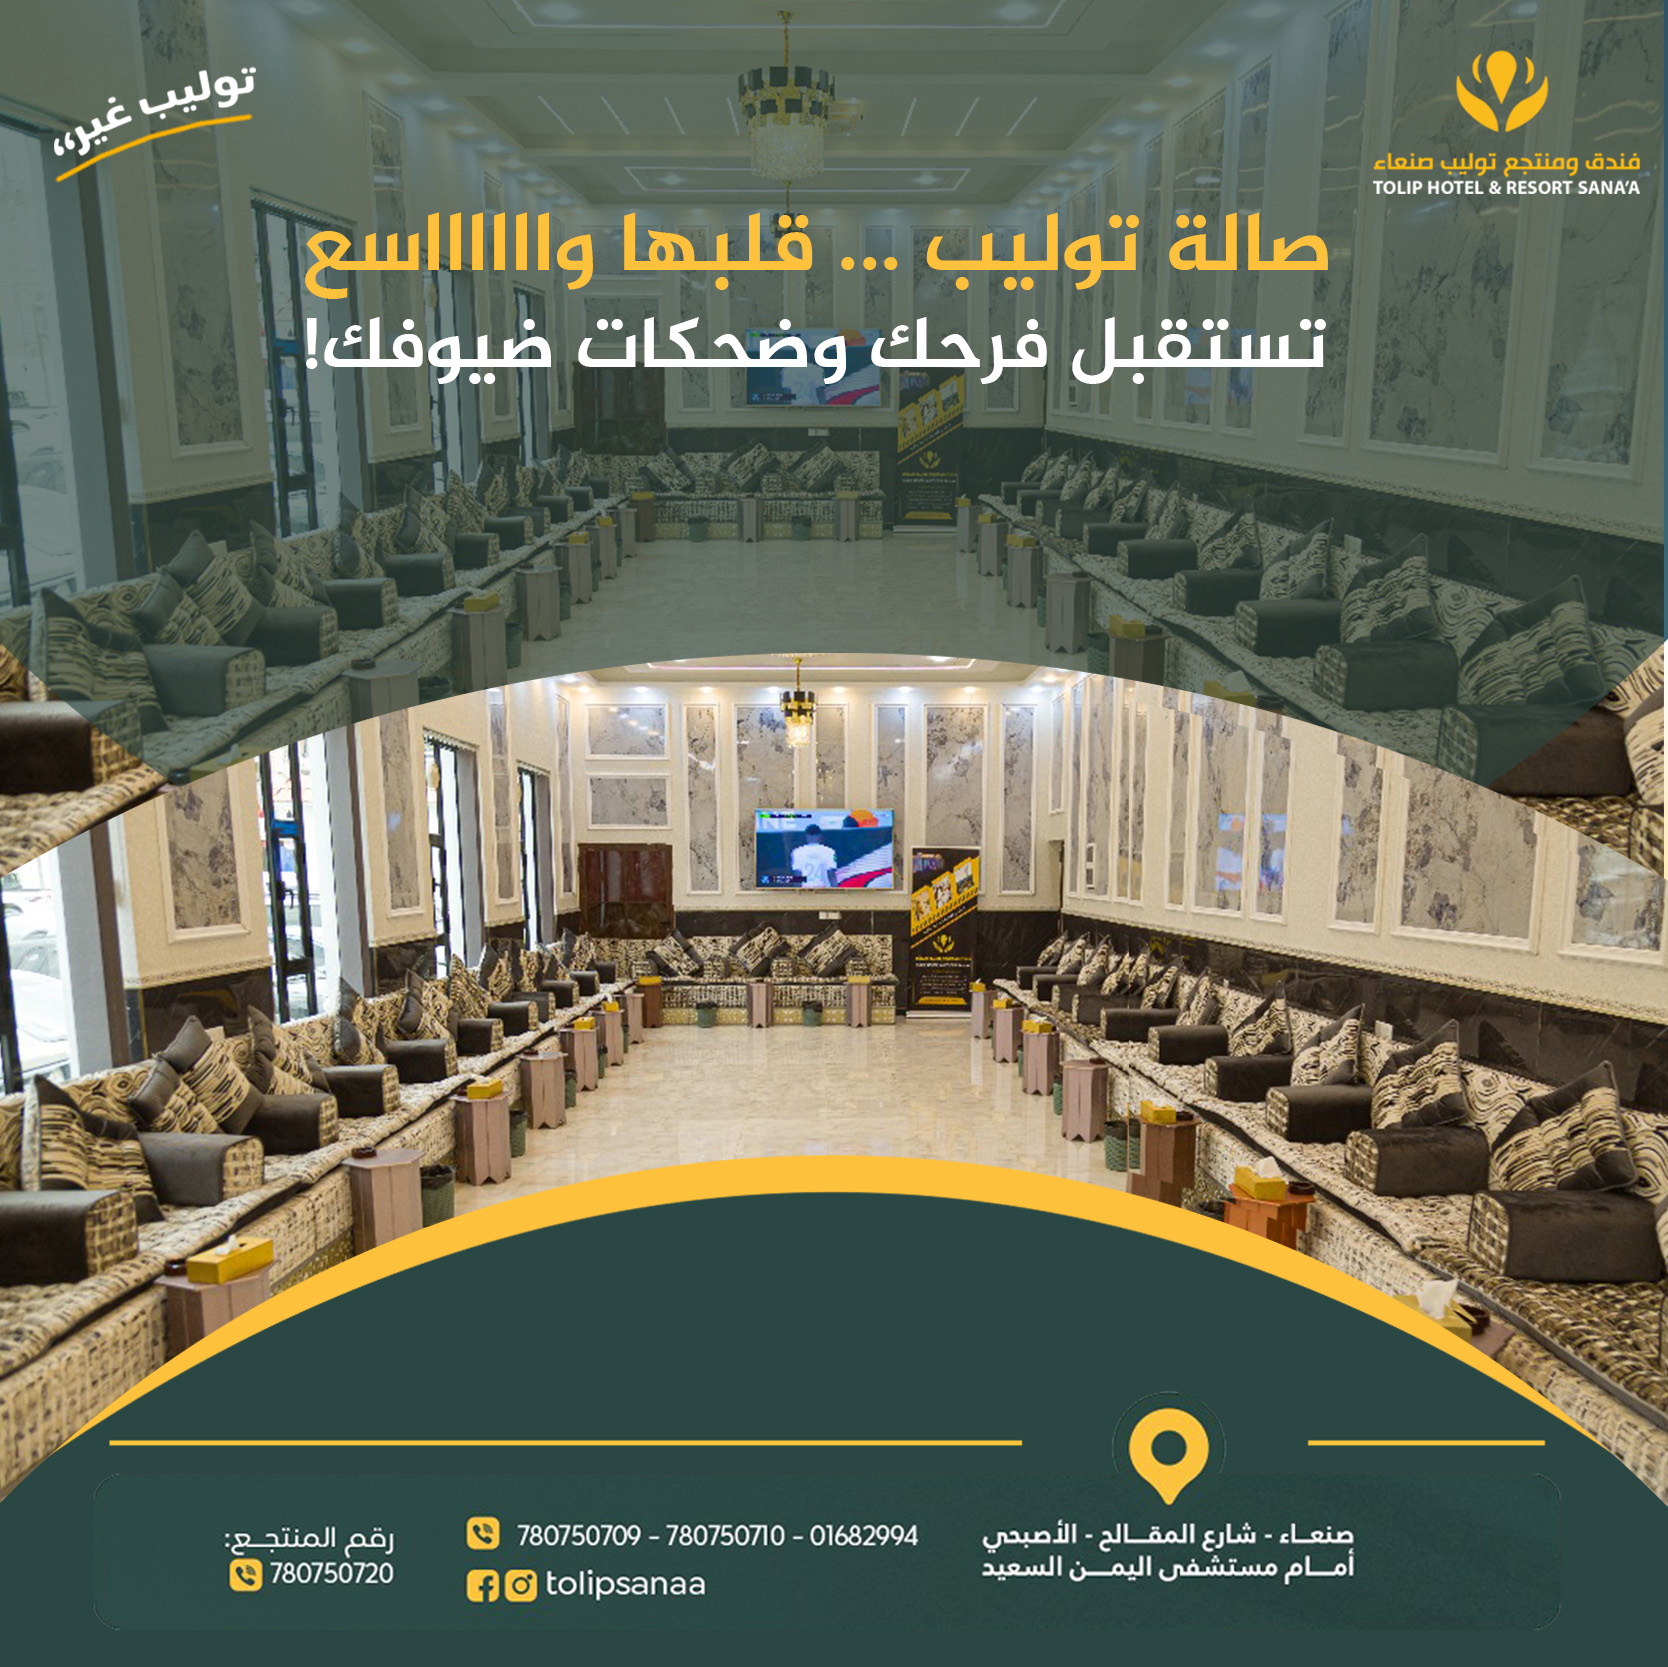 توليب غير،،
فندق ومنتجع توليب صنعاء
TOLIP HOTEL & RESORT SANA'A
صالة توليب ... قلبها واااااااسع
تستقبل فرحك وضحكات ضيوفك!
صنعاء - شارع المقالح - الأصبحي
أمام مستشفى اليمن السعيد
780750709 - 780750710 - 01682994
tolipsanaa
رقم المنتجع:
780750720